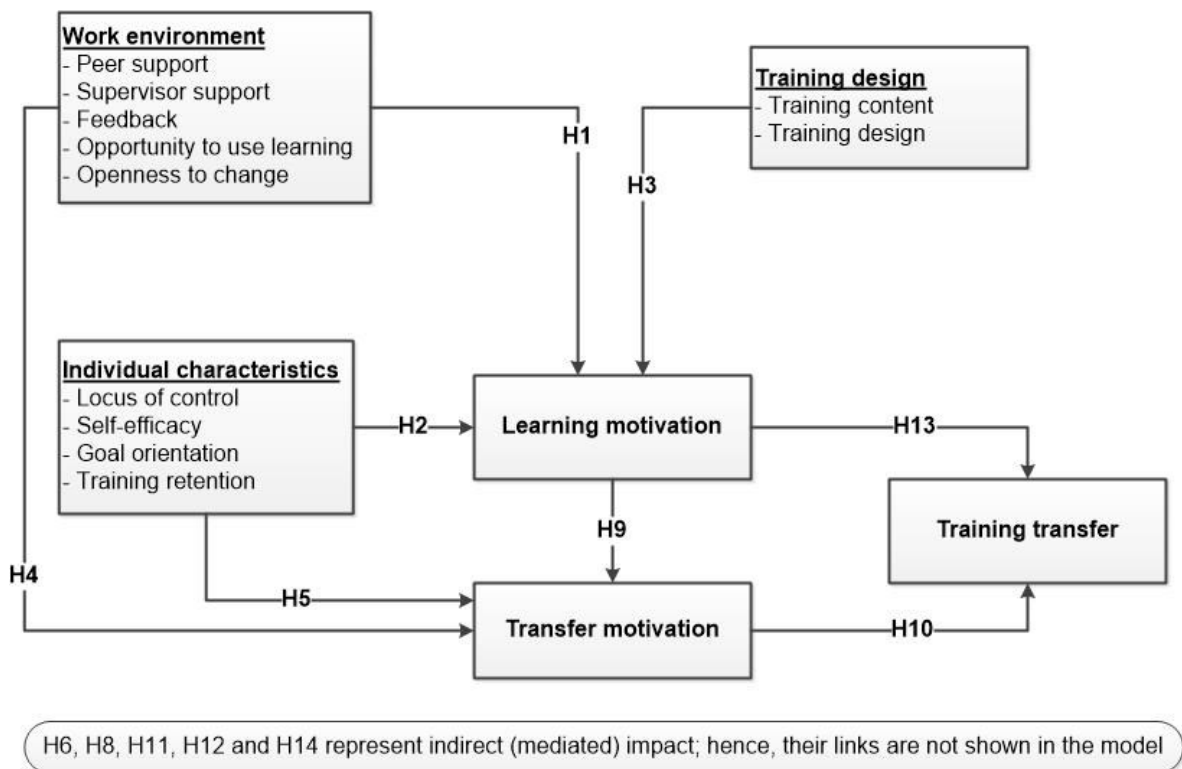 Work environment
- Peer support
- Supervisor support
- Feedback
- Opportunity to use learning
- Openness to change
Training design
- Training content
- Training design
H1
H3
Individual characteristics
- Locus of control
- Self-efficacy
- Goal orientation
- Training retention
H2
Learning motivation
H13
H9
Training transfer
H4
H5
Transfer motivation
H10
H6, H8, H11, H12 and H14 represent indirect (mediated) impact; hence, their links are not shown in the model